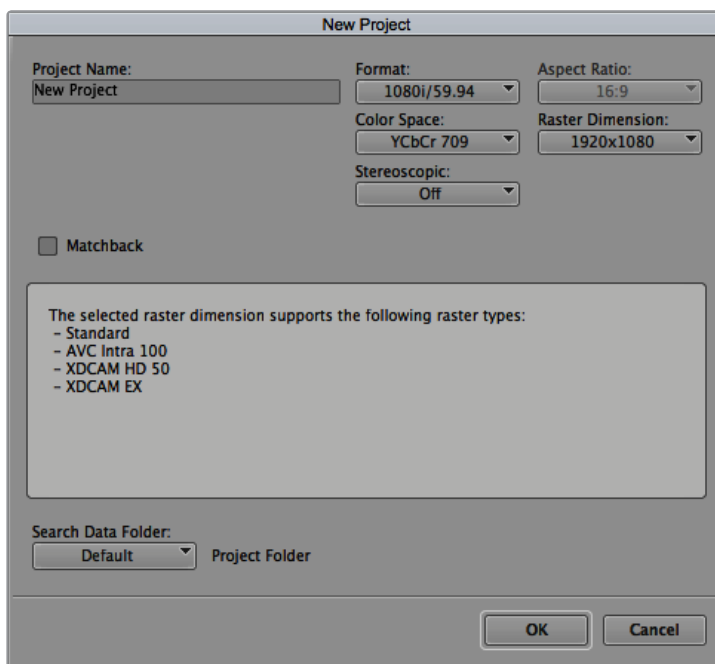 New Project
Project Name:
New Project
Format:
1080i/59.94
Aspect Ratio:
16:9
Color Space:
YCbCr 709
Raster Dimension:
1920x1080
Stereoscopic:
Off
Matchback
The selected raster dimension supports the following raster types:
– Standard
– AVC Intra 100
– XDCAM HD 50
– XDCAM EX
Search Data Folder:
Default
Project Folder
OK
Cancel